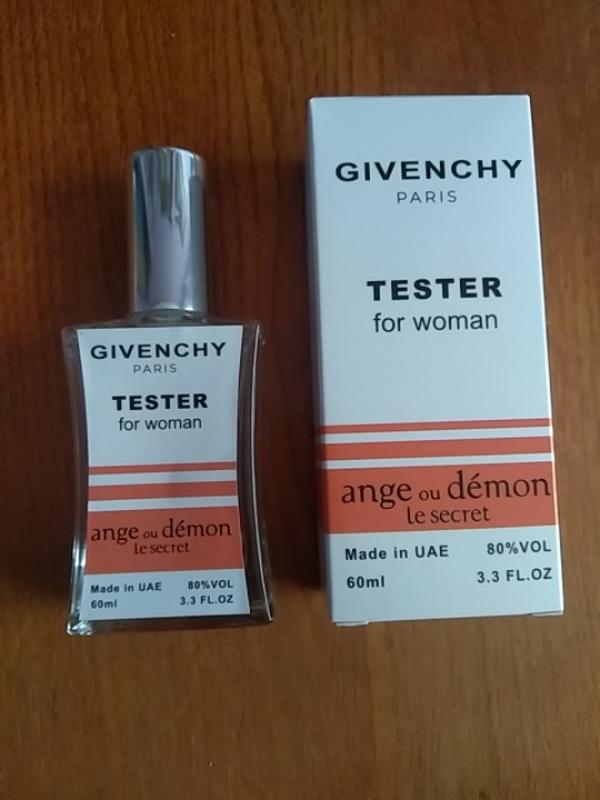 GIVENCHY
PARIS
TESTER
for woman
ange ou démon
le secret
Made in UAE 80%VOL
60ml 3.3 FL.OZ
GIVENCHY
PARIS
TESTER
for woman
ange ou démon
le secret
Made in UAE 80%VOL
60ml 3.3 FL.OZ